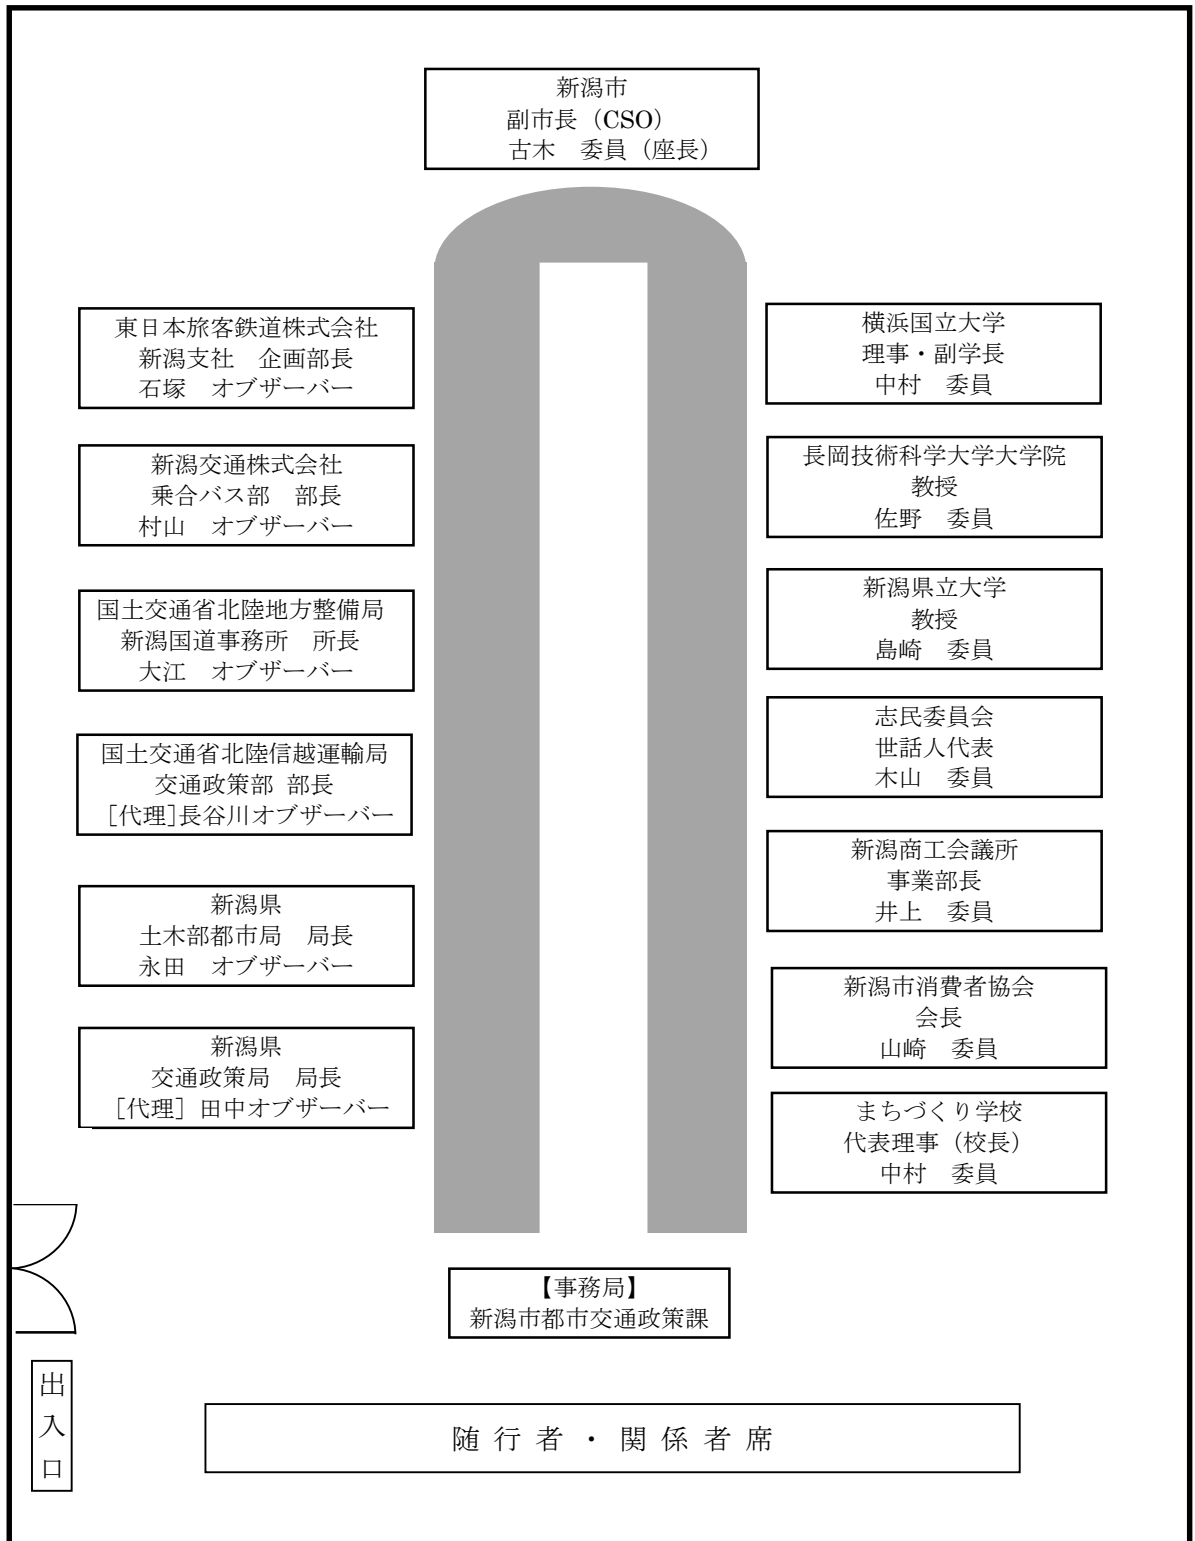 新潟市
副市長（CSO）
古木　委員（座長）
東日本旅客鉄道株式会社
新潟支社　企画部長
石塚　オブザーバー
新潟交通株式会社
乗合バス部　部長
村山　オブザーバー
国土交通省北陸地方整備局
新潟国道事務所　所長
大江　オブザーバー
国土交通省北陸信越運輸局
交通政策部 部長
［代理］長谷川オブザーバー
新潟県
土木部都市局　局長
永田　オブザーバー
新潟県
交通政策局　局長
［代理］田中オブザーバー
横浜国立大学
理事・副学長
中村　委員
長岡技術科学大学大学院
教授
佐野　委員
新潟県立大学
教授
島崎　委員
志民委員会
世話人代表
木山　委員
新潟商工会議所
事業部長
井上　委員
新潟市消費者協会
会長
山崎　委員
まちづくり学校
代表理事（校長）
中村　委員
【事務局】
新潟市都市交通政策課
出入口
随行者・関係者席